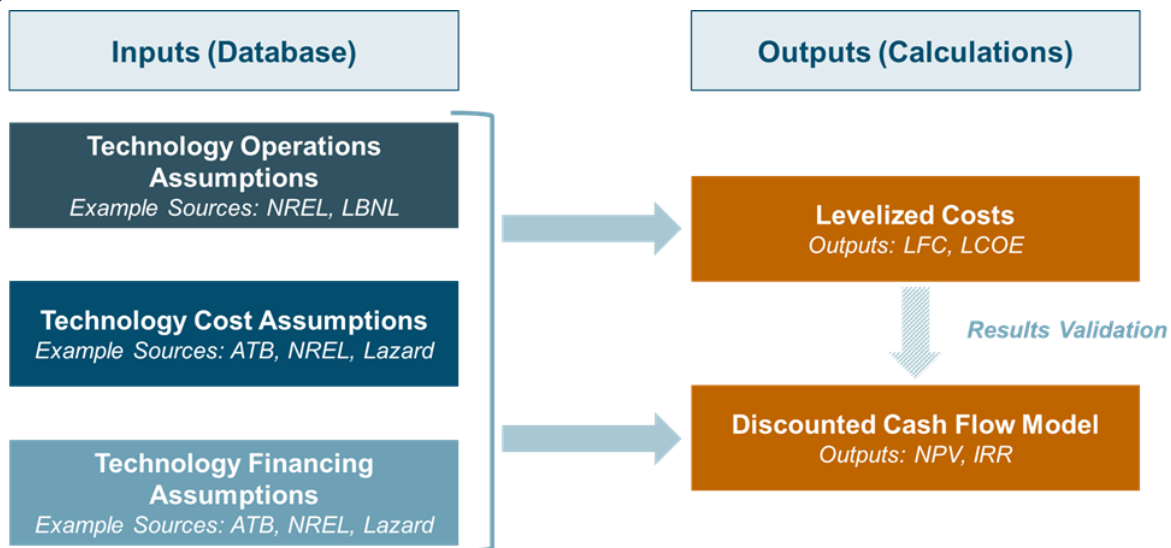 Inputs (Database)
Technology Operations
Assumptions
Example Sources: NREL, LBNL
Technology Cost Assumptions
Example Sources: ATB, NREL, Lazard
Technology Financing
Assumptions
Example Sources: ATB, NREL, Lazard
Outputs (Calculations)
Levelized Costs
Outputs: LFC, LCOE
Results Validation
Discounted Cash Flow Model
Outputs: NPV, IRR